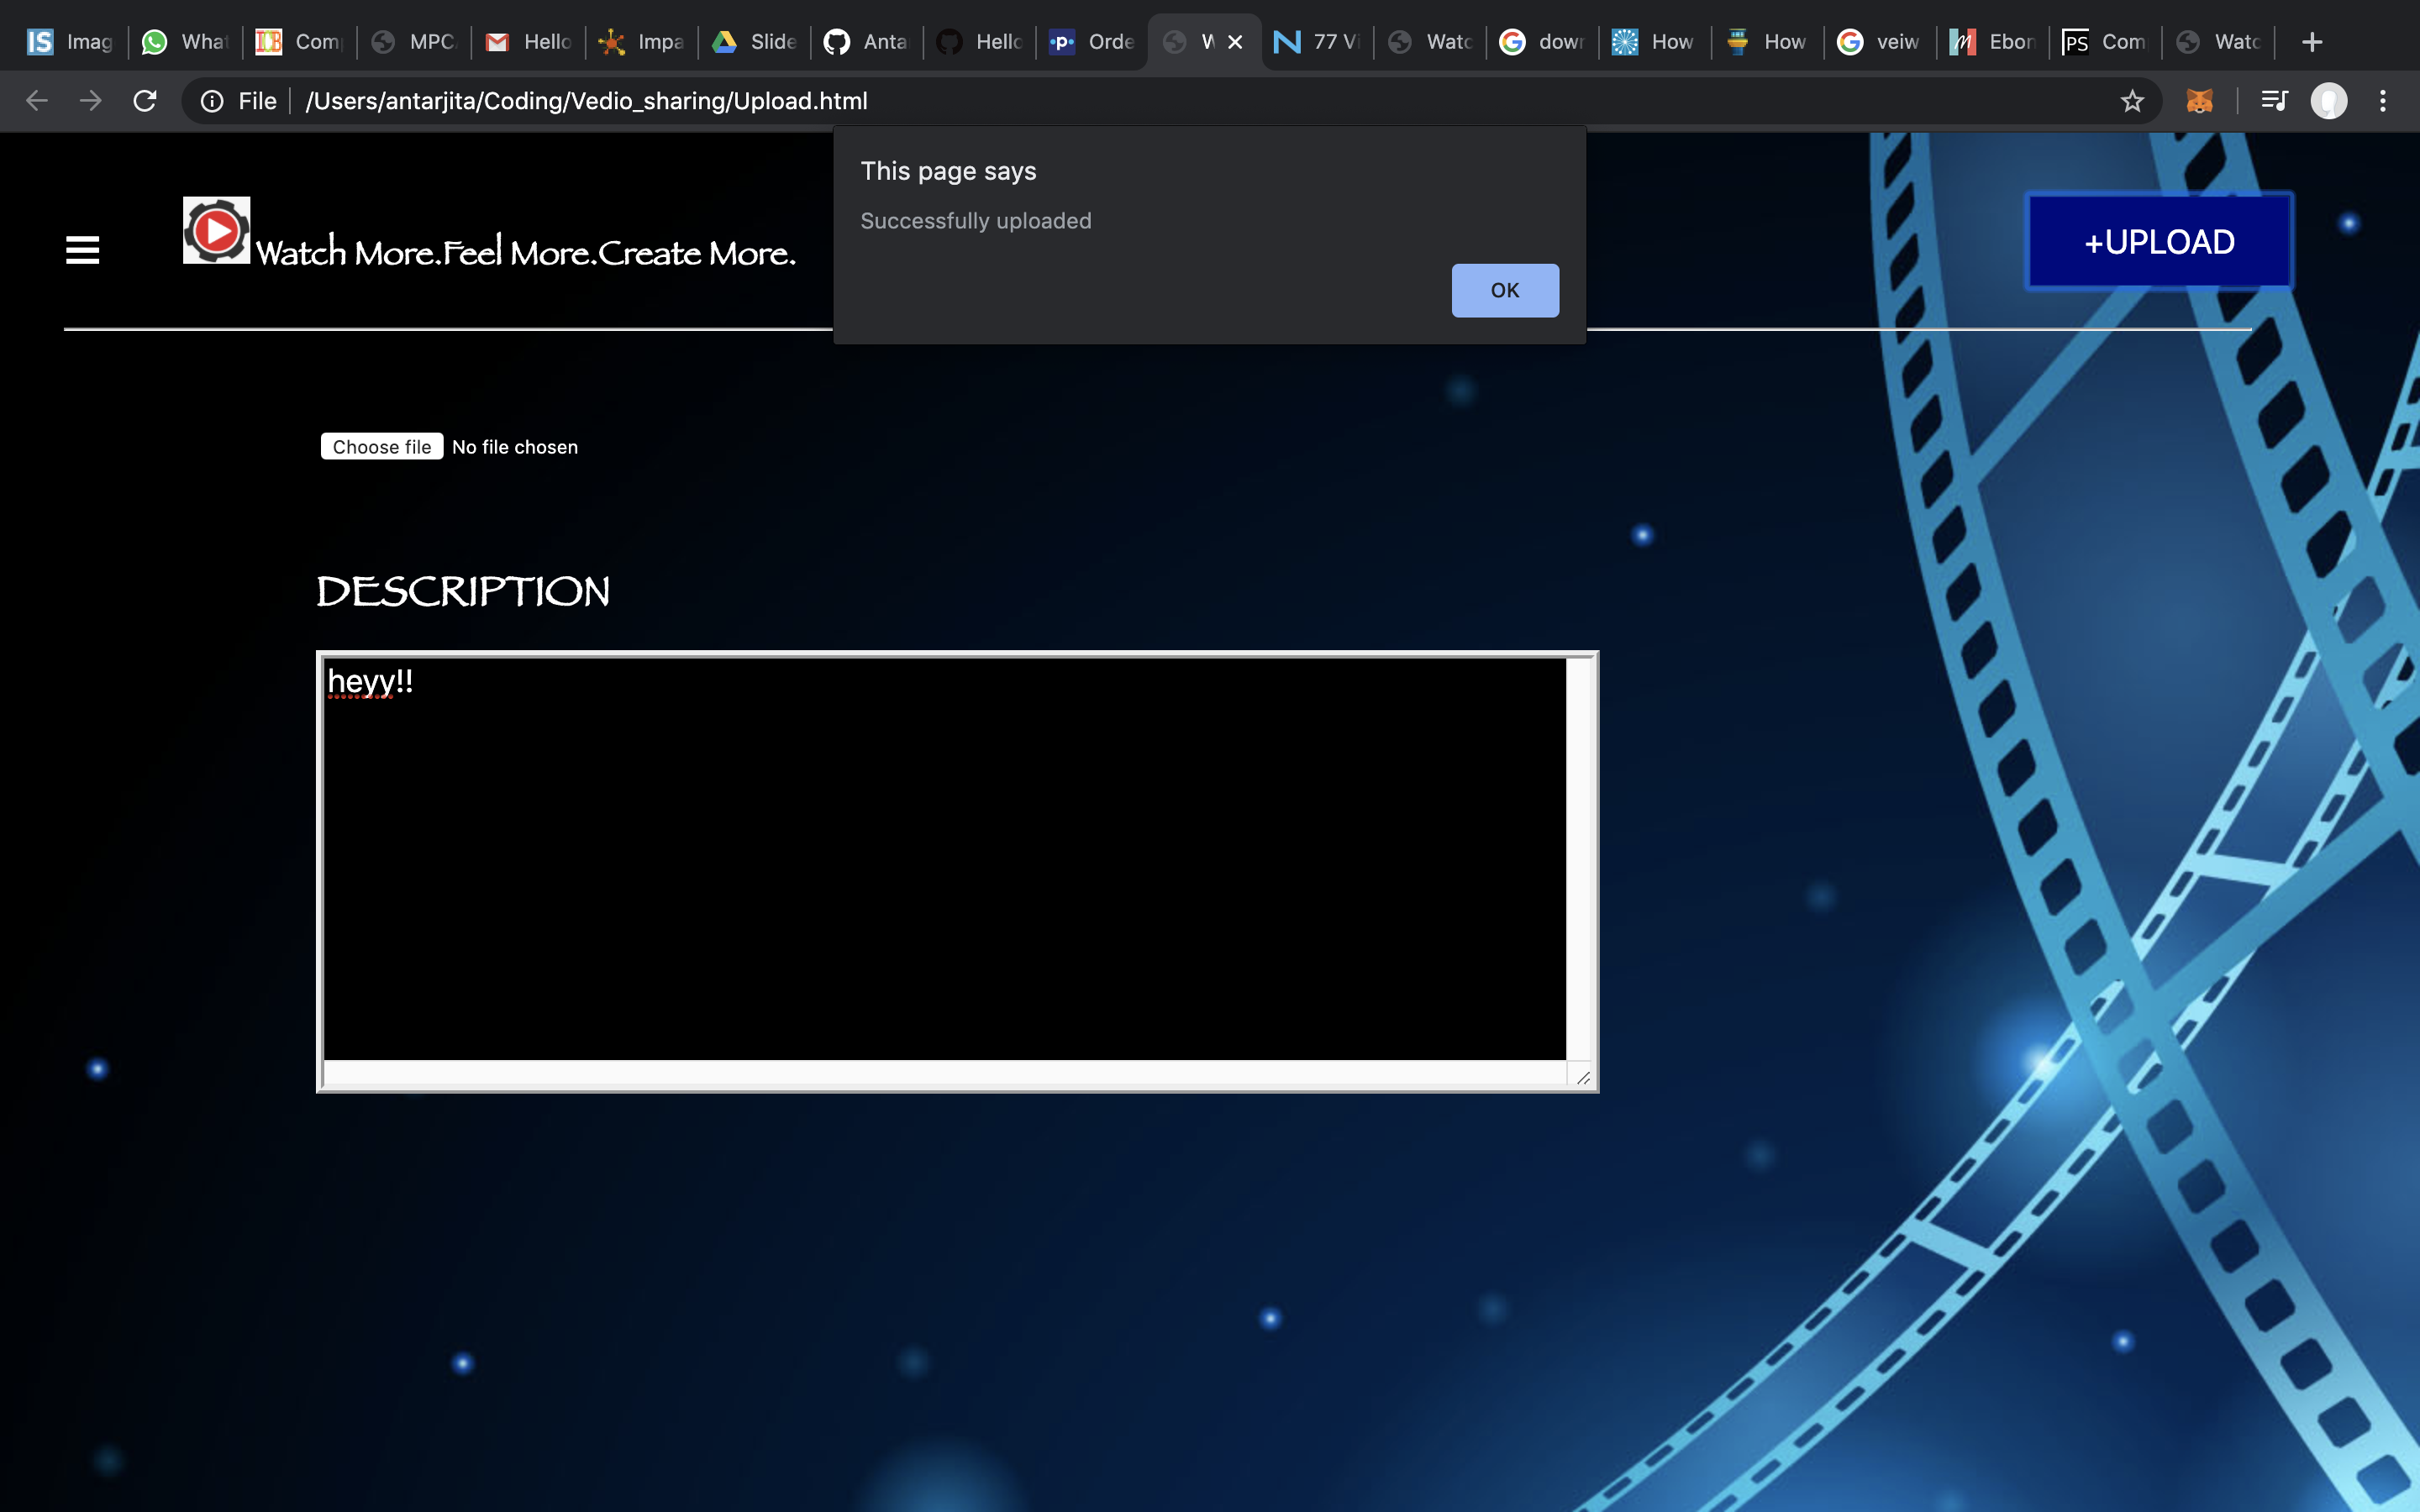 Imag What Com MPC Hello Impa Slide Anta Hello Orde W 77 Vi Watc dowr How How veiw Ebon Com Watc
File /Users/antarjita/Coding/Vedio_sharing/Upload.html
This page says
Successfully uploaded
OK
Watch More.Feel More.Create More.
+UPLOAD
Choose file No file chosen
DESCRIPTION
heyy!!